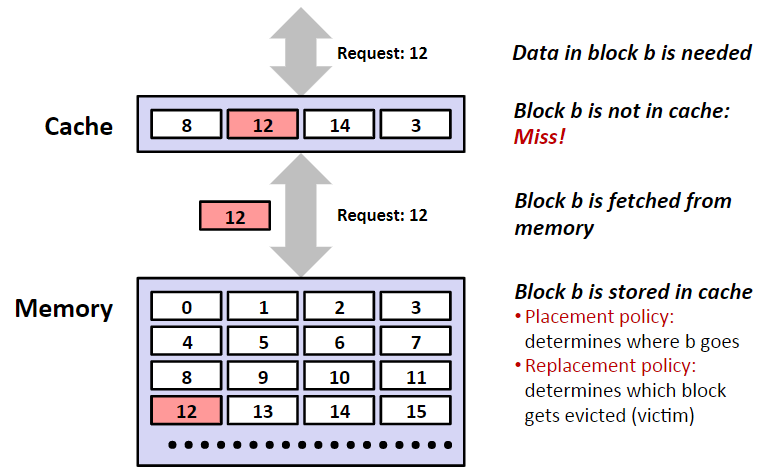 Request: 12
Data in block b is needed
Cache
8 12 14 3
Block b is not in cache:
Miss!
12
Request: 12
Block b is fetched from
memory
Memory
0 1 2 3
4 5 6 7
8 9 10 11
12 13 14 15
Block b is stored in cache
• Placement policy:
determines where b goes
• Replacement policy:
determines which block
gets evicted (victim)